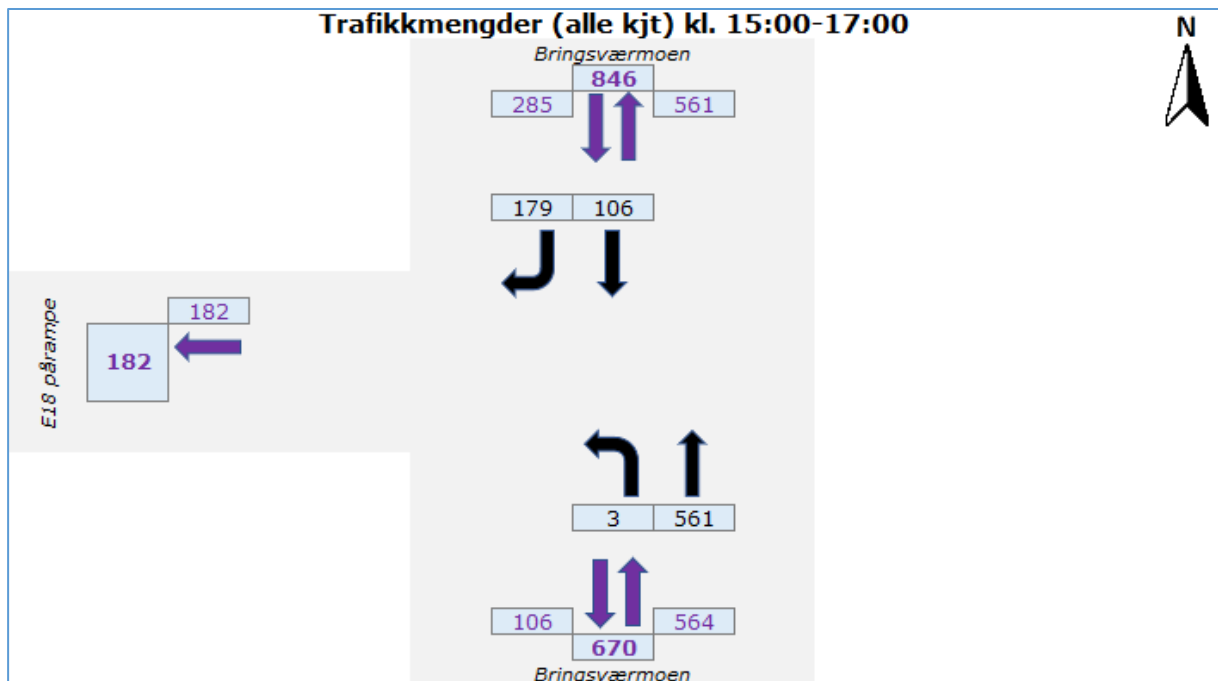 Trafikkmengder (alle kjt) kl. 15:00-17:00
N
Bringsværmoen
846
285 561
179 106
E18 pårampe
182
182
3 561
106 564
670
Bringsværmoen